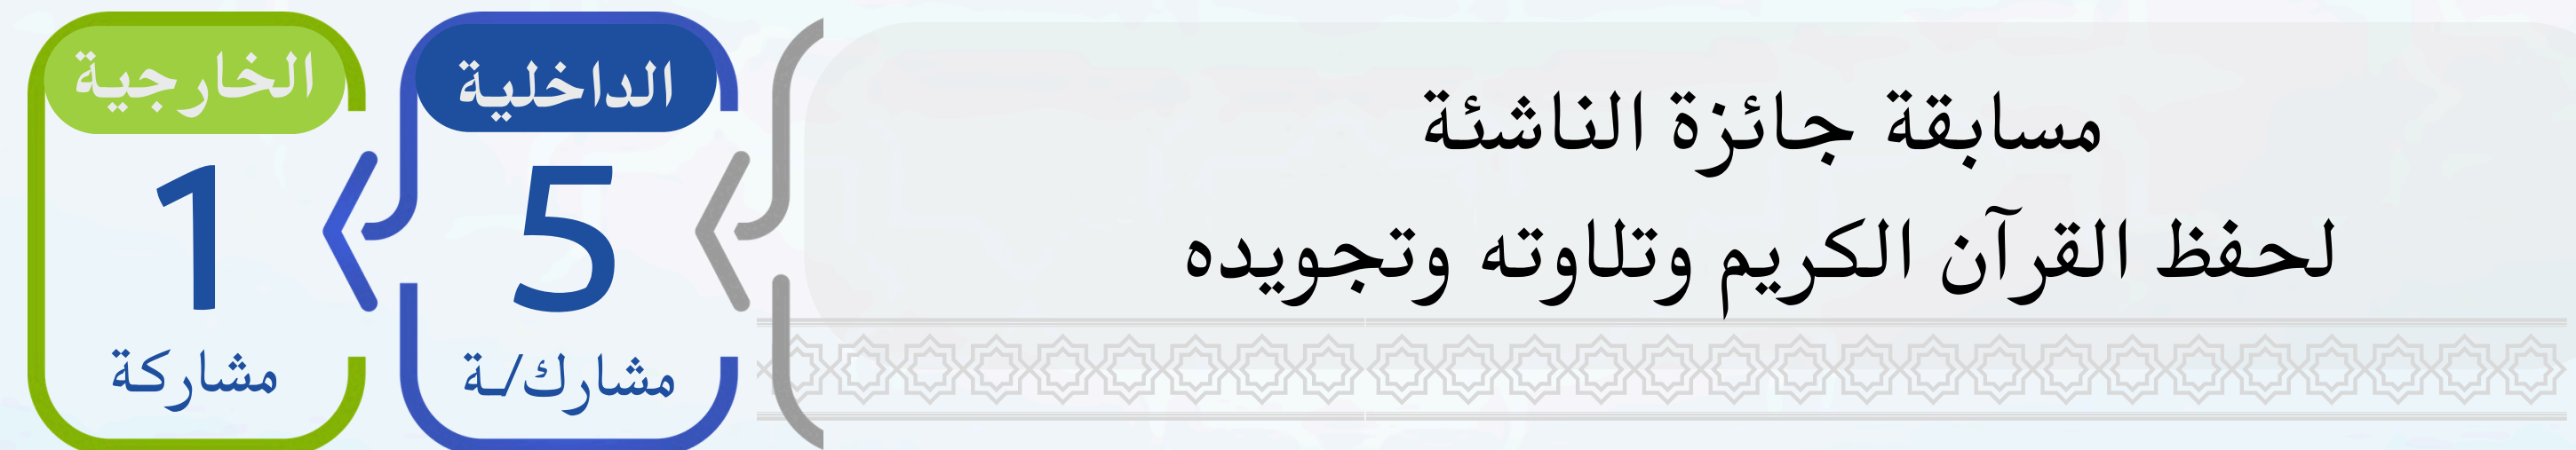 مسابقة جائزة الناشئة
لحفظ القرآن الكريم وتلاوته وتجويده
الداخلية
5
مشارك/ـة
الخارجية
1
مشاركة